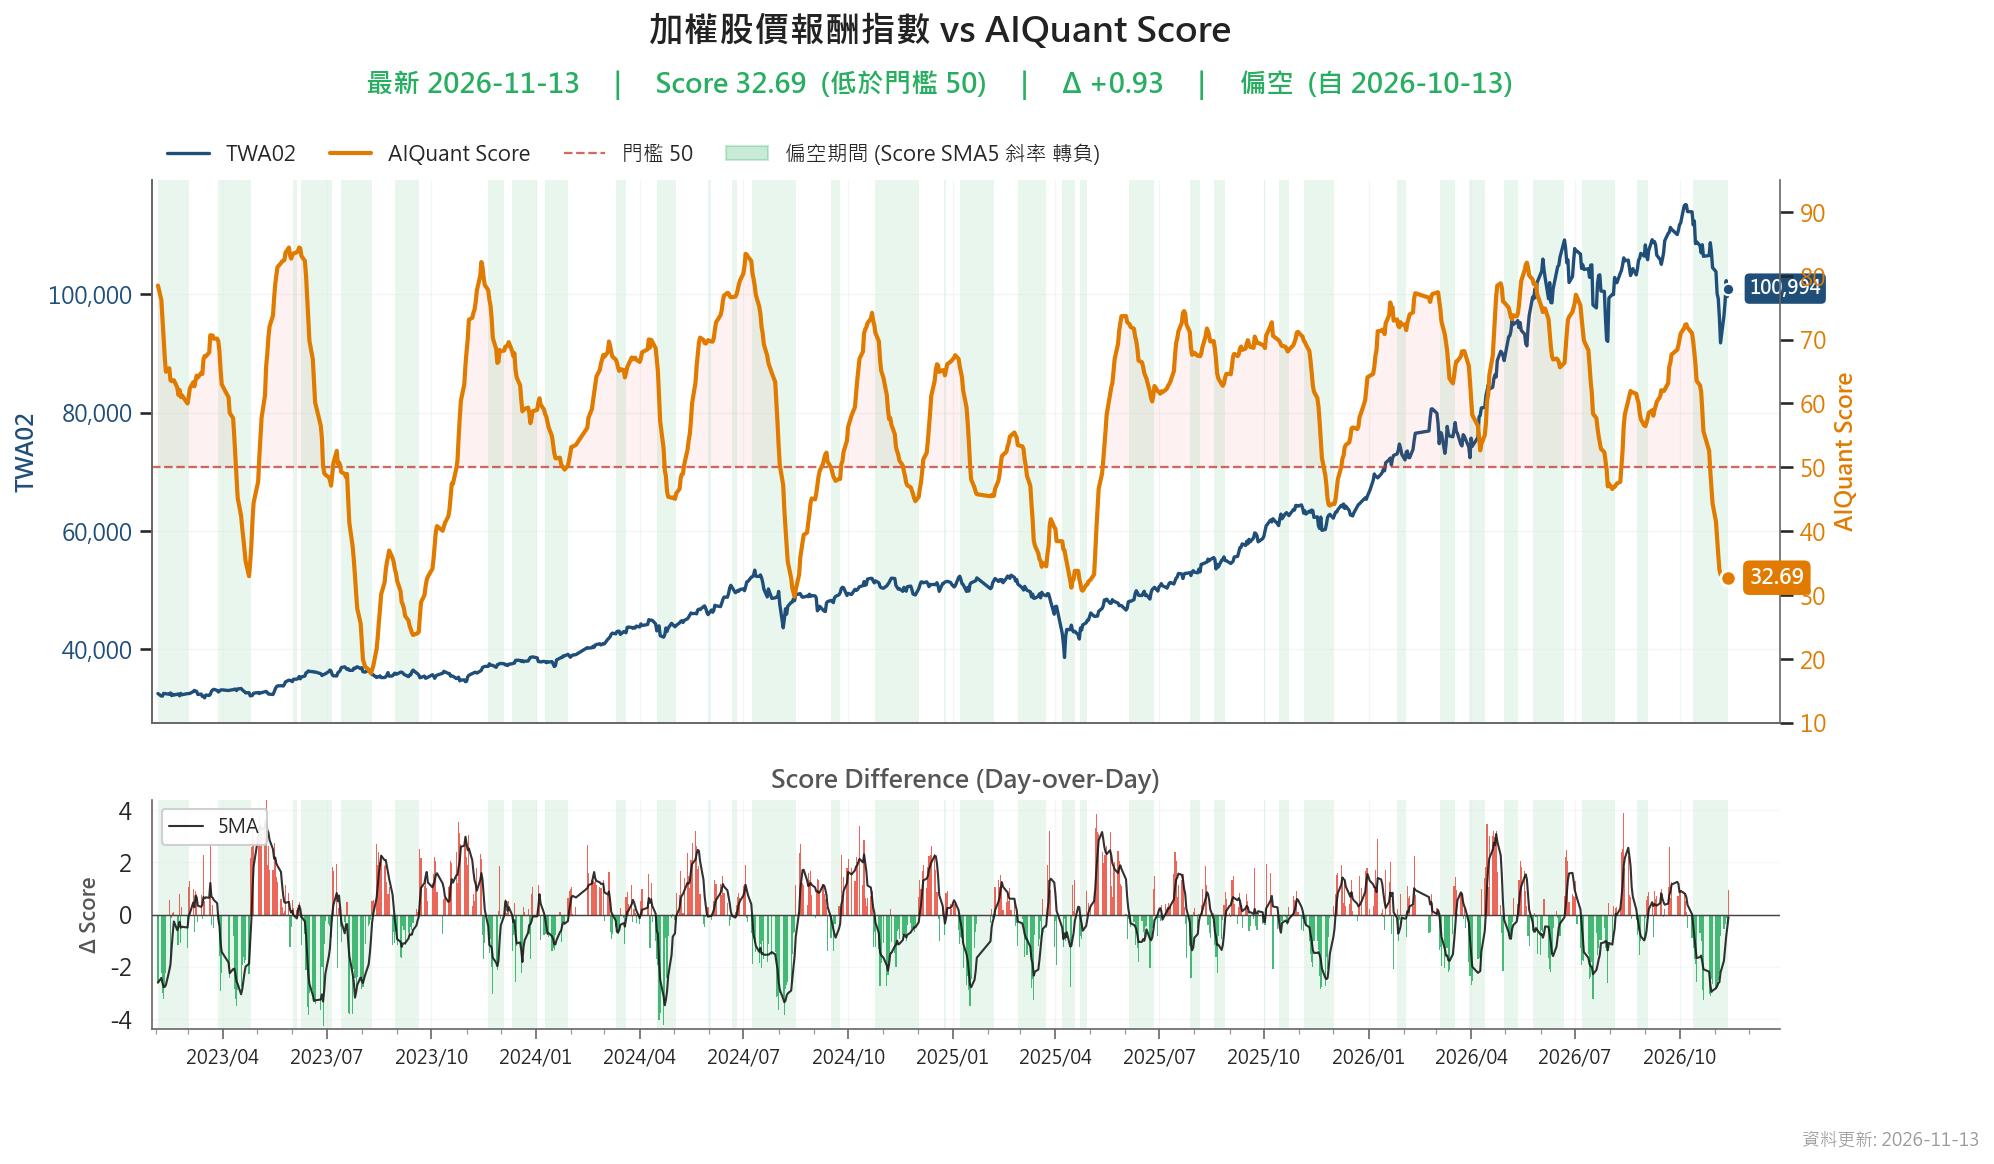 加權股價報酬指數 vs AIQuant Score
最新 2026-11-13 | Score 32.69 (低於門檻 50) | Δ +0.93 | 偏空 (自 2026-10-13)
TWA02 AIQuant Score 門檻 50 偏空期間 (Score SMA5 斜率 轉負)
TWA02
100,000
80,000
60,000
40,000
90
80
70
60
50
40
30
20
10
AIQuant Score
100,994
32.69
Score Difference (Day-over-Day)
5MA
Δ Score
4
2
0
-2
-4
2023/04 2023/07 2023/10 2024/01 2024/04 2024/07 2024/10 2025/01 2025/04 2025/07 2025/10 2026/01 2026/04 2026/07 2026/10
資料更新: 2026-11-13